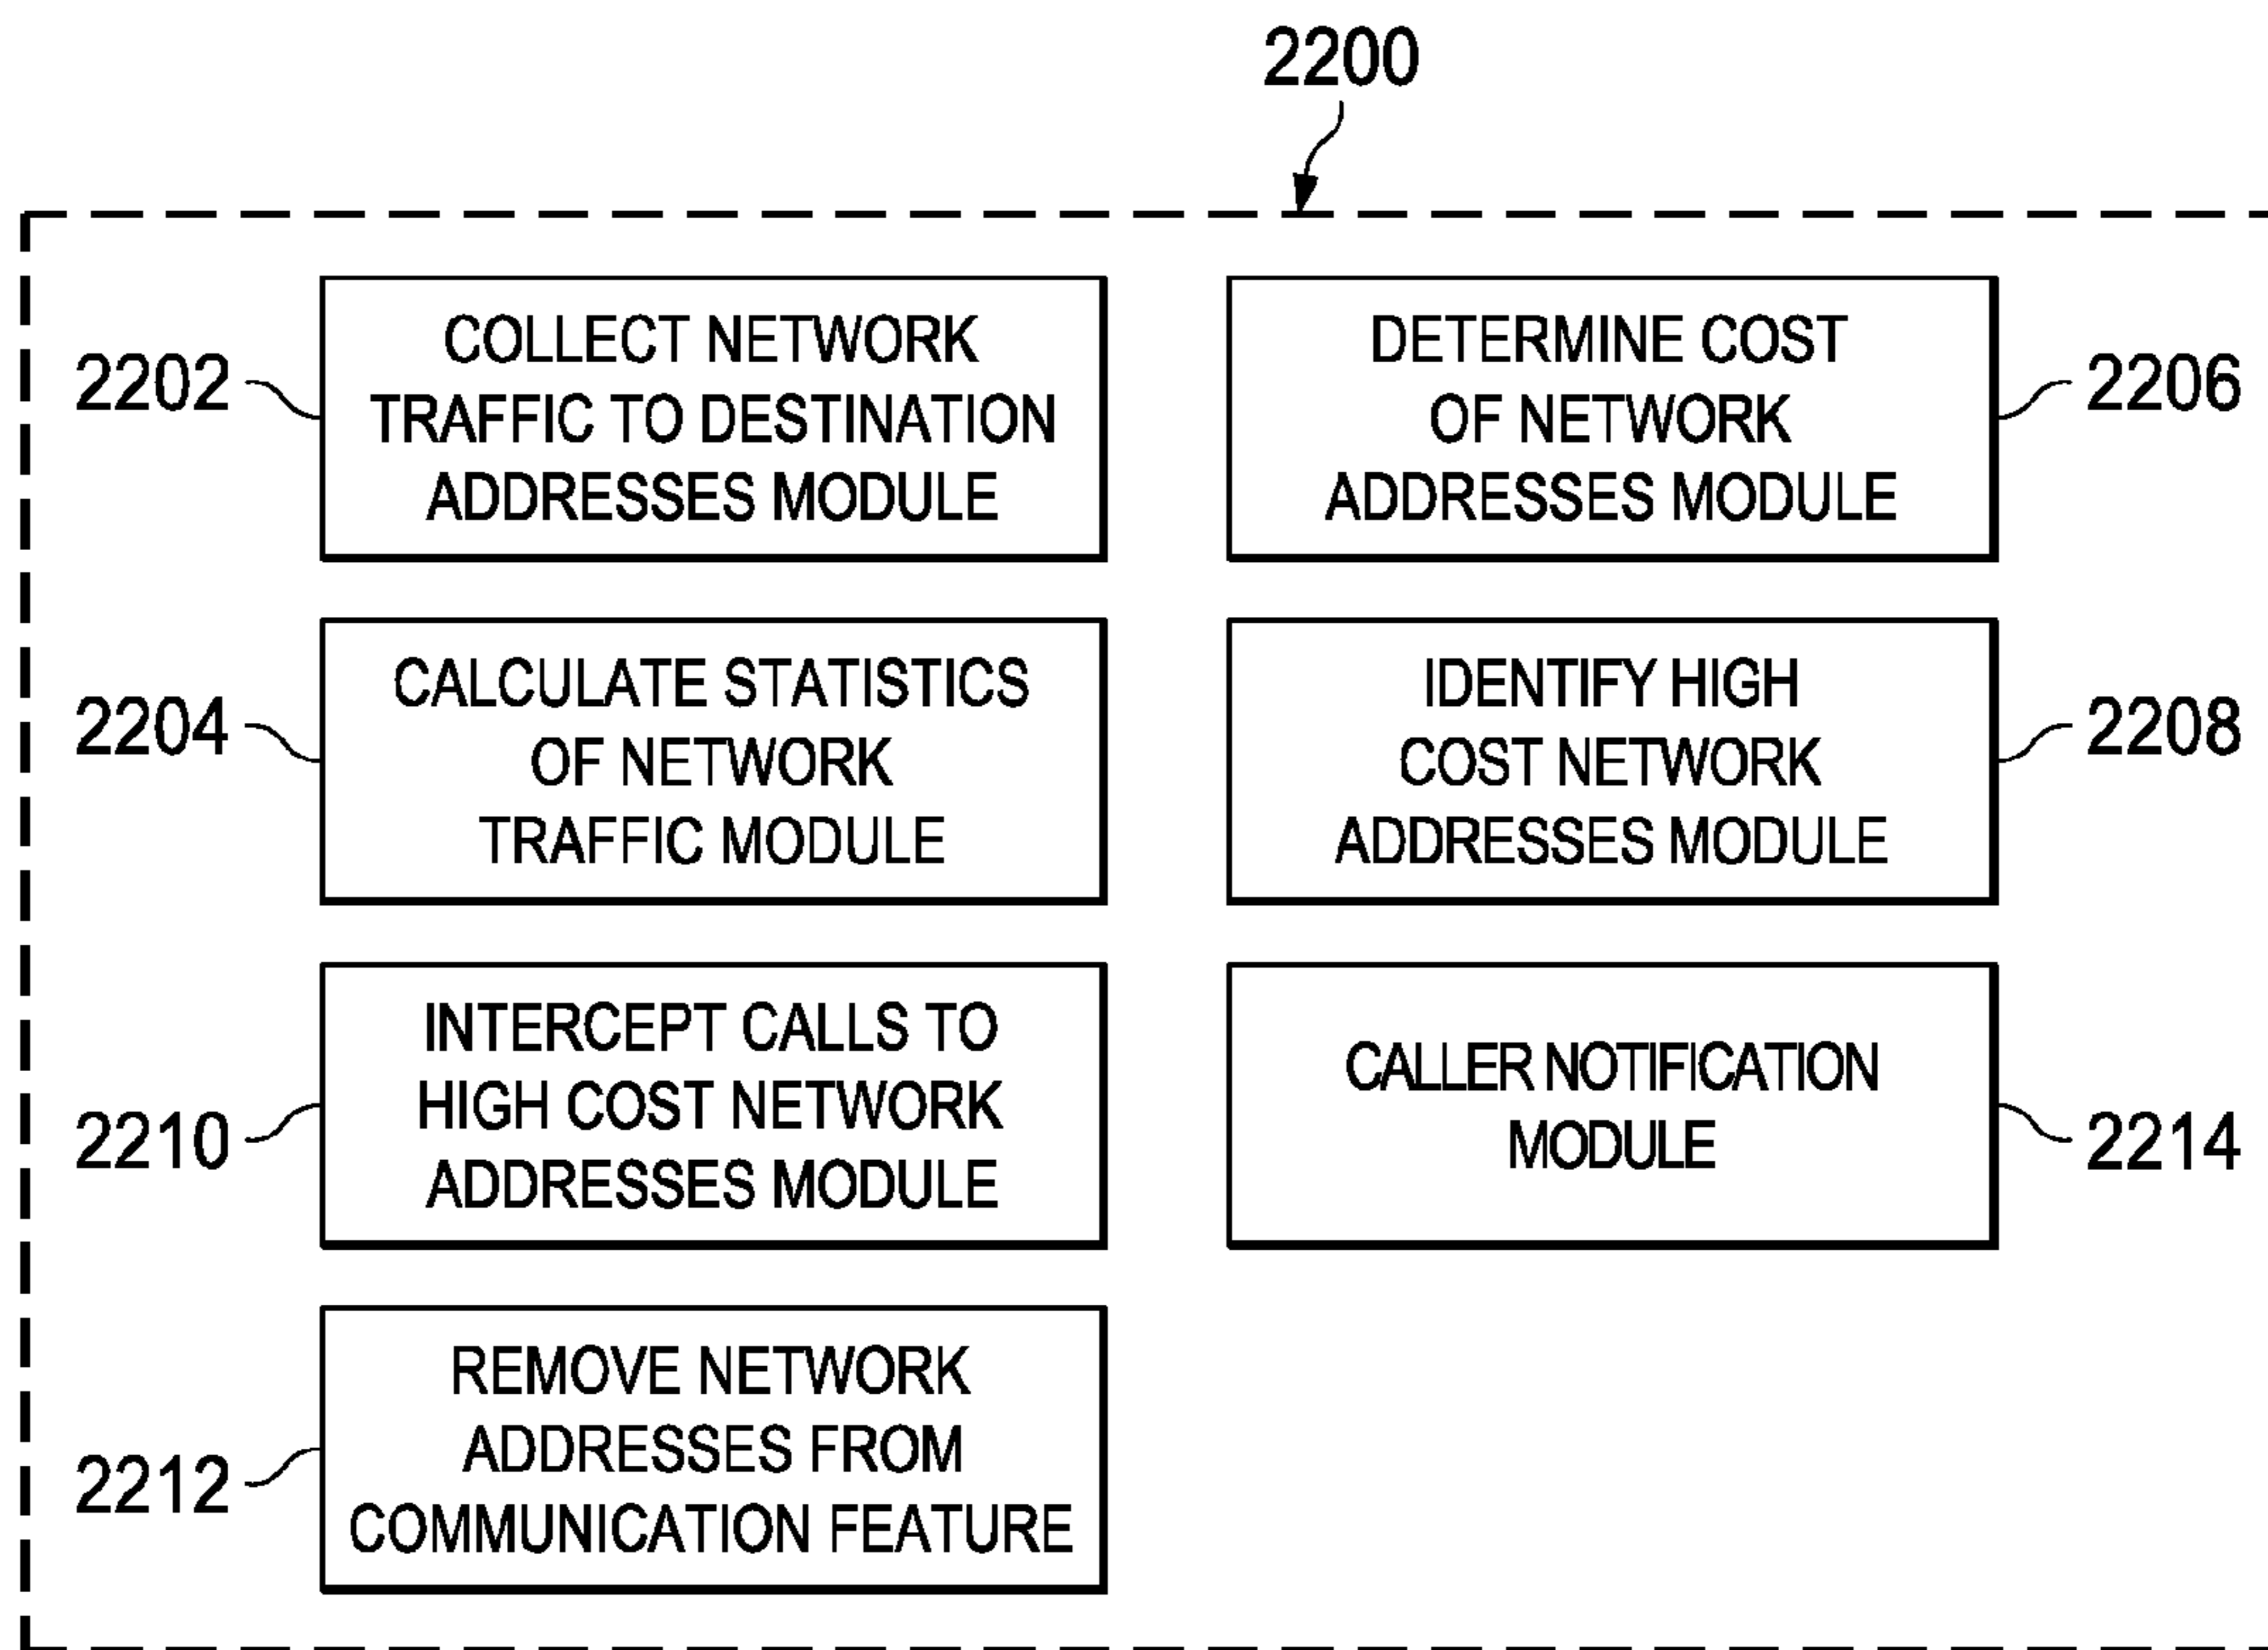 2200
2202
COLLECT NETWORK
TRAFFIC TO DESTINATION
ADDRESSES MODULE
DETERMINE COST
OF NETWORK
ADDRESSES MODULE
2206
2204
CALCULATE STATISTICS
OF NETWORK
TRAFFIC MODULE
IDENTIFY HIGH
COST NETWORK
ADDRESSES MODULE
2208
2210
INTERCEPT CALLS TO
HIGH COST NETWORK
ADDRESSES MODULE
CALLER NOTIFICATION
MODULE
2214
2212
REMOVE NETWORK
ADDRESSES FROM
COMMUNICATION FEATURE